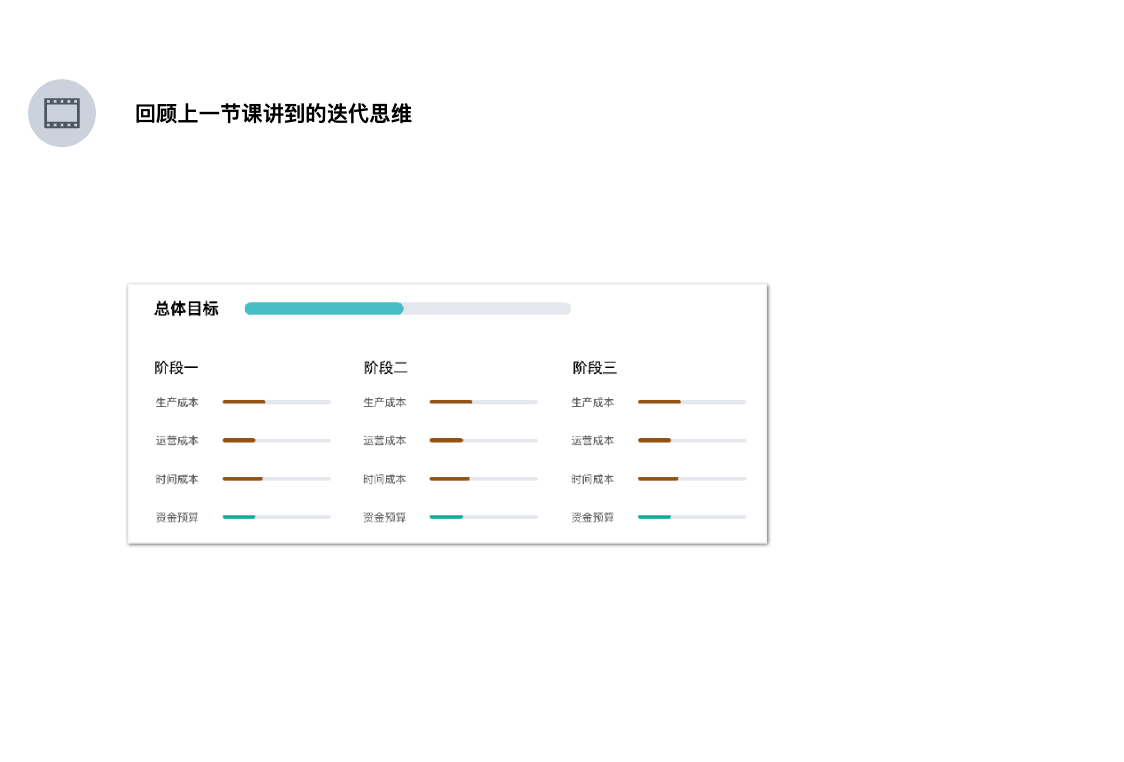 回顾上一节课讲到的迭代思维
总体目标
阶段一 阶段二 阶段三
生产成本 生产成本 生产成本
运营成本 运营成本 运营成本
时间成本 时间成本 时间成本
资金预算 资金预算 资金预算